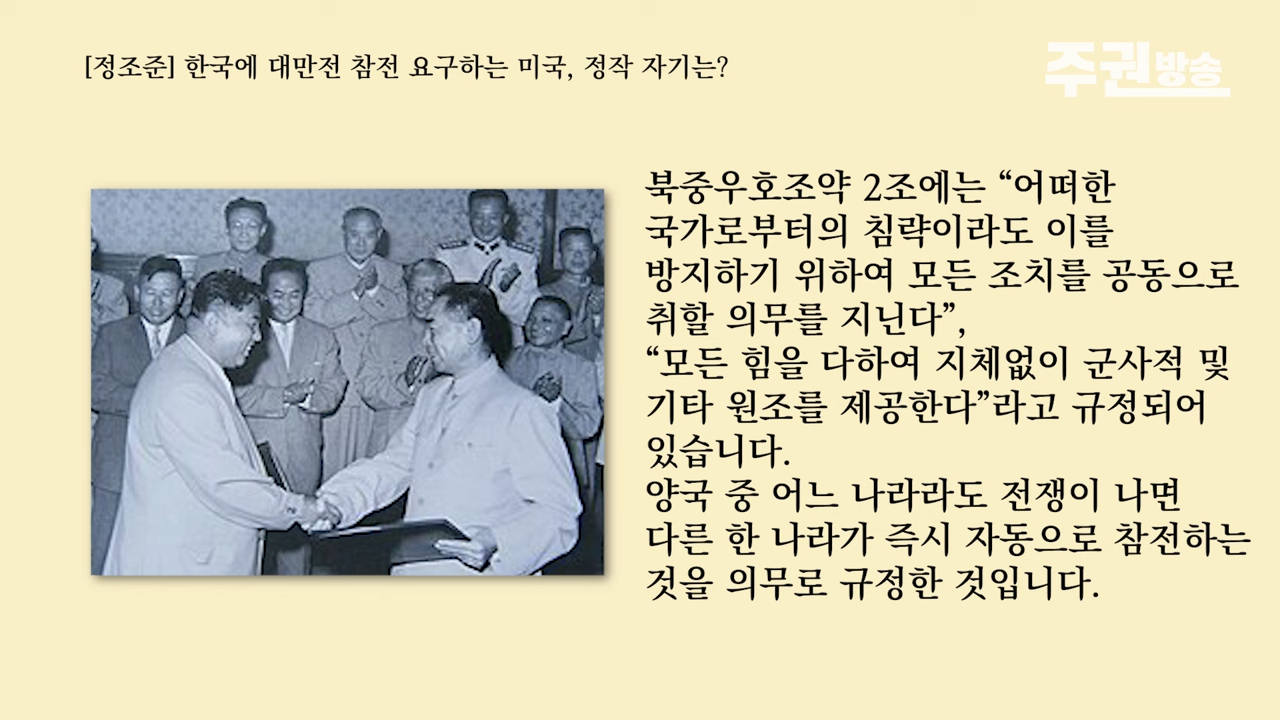 [정조준] 한국에 대만전 참전 요구하는 미국, 정작 자기는?
주권방송
북중우호조약 2조에는 “어떠한
국가로부터의 침략이라도 이를
방지하기 위하여 모든 조치를 공동으로
취할 의무를 지닌다”,
“모든 힘을 다하여 지체없이 군사적 및
기타 원조를 제공한다”라고 규정되어
있습니다.
양국 중 어느 나라라도 전쟁이 나면
다른 한 나라가 즉시 자동으로 참전하는
것을 의무로 규정한 것입니다.